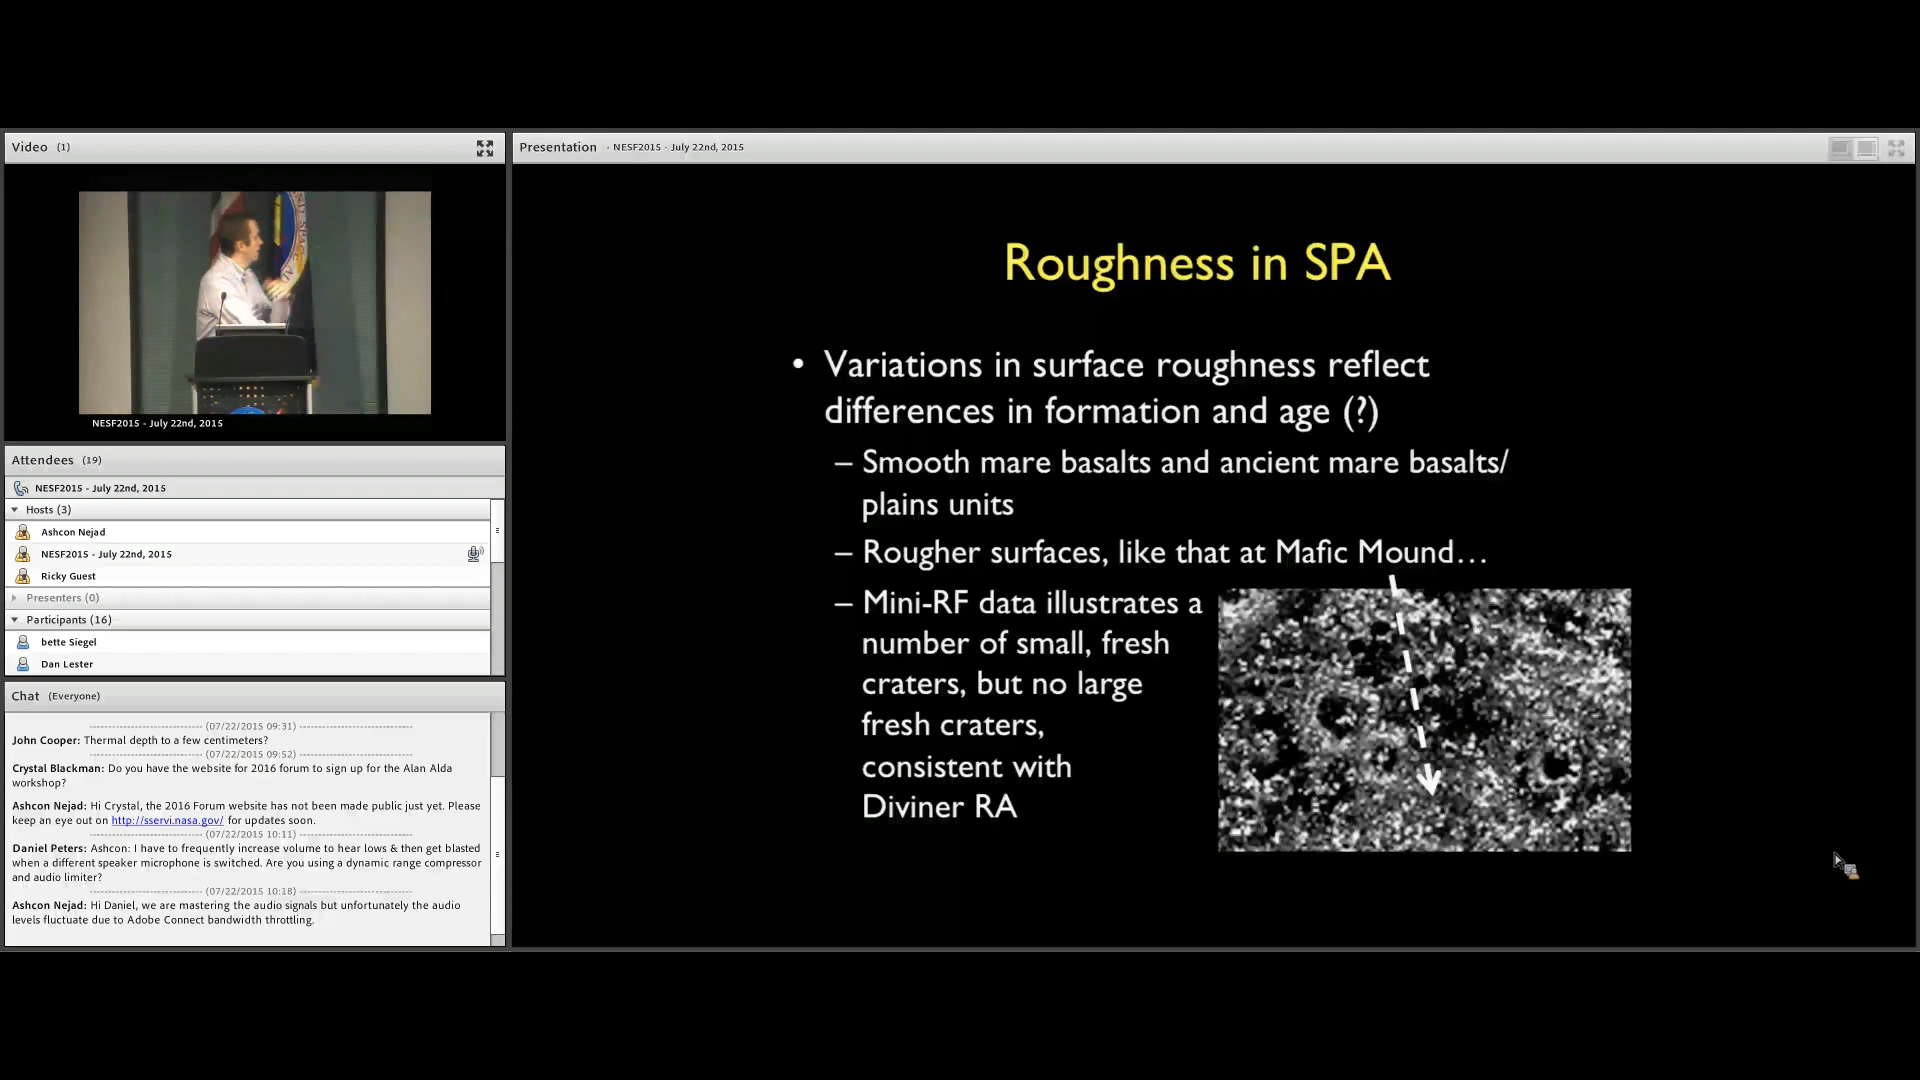 Video (1)
NESF2015 - July 22nd, 2015
Attendees (19)
NESF2015 - July 22nd, 2015
Hosts (3)
Ashcon Nejad
NESF2015 - July 22nd, 2015
Ricky Guest
Presenters (0)
Participants (16)
bette Siegel
Dan Lester
Chat (Everyone)
(07/22/2015 09:31)
John Cooper: Thermal depth to a few centimeters?
(07/22/2015 09:52)
Crystal Blackman: Do you have the website for 2016 forum to sign up for the Alan Alda
workshop?
Ashcon Nejad: Hi Crystal, the 2016 Forum website has not been made public just yet. Please
keep an eye out on http://sservi.nasa.gov/ for updates soon.
(07/22/2015 10:11)
Daniel Peters: Ashcon: I have to frequently increase volume to hear lows & then get blasted
when a different speaker microphone is switched. Are you using a dynamic range compressor
and audio limiter?
(07/22/2015 10:18)
Ashcon Nejad: Hi Daniel, we are mastering the audio signals but unfortunately the audio
levels fluctuate due to Adobe Connect bandwidth throttling.
Presentation - NESF2015 - July 22nd, 2015
Roughness in SPA
• Variations in surface roughness reflect
differences in formation and age (?)
– Smooth mare basalts and ancient mare basalts/
plains units
– Rougher surfaces, like that at Mafic Mound…
– Mini-RF data illustrates a
number of small, fresh
craters, but no large
fresh craters,
consistent with
Diviner RA